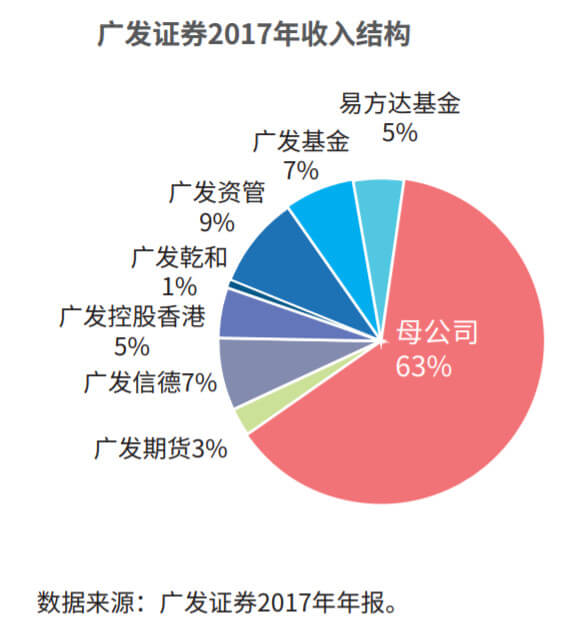 广发证券2017年收入结构
易方达基金
5%
广发基金
7%
广发资管
9%
广发乾和
1%
广发控股香港
5%
母公司
63%
广发信德7%
广发期货3%
数据来源：广发证券2017年年报。